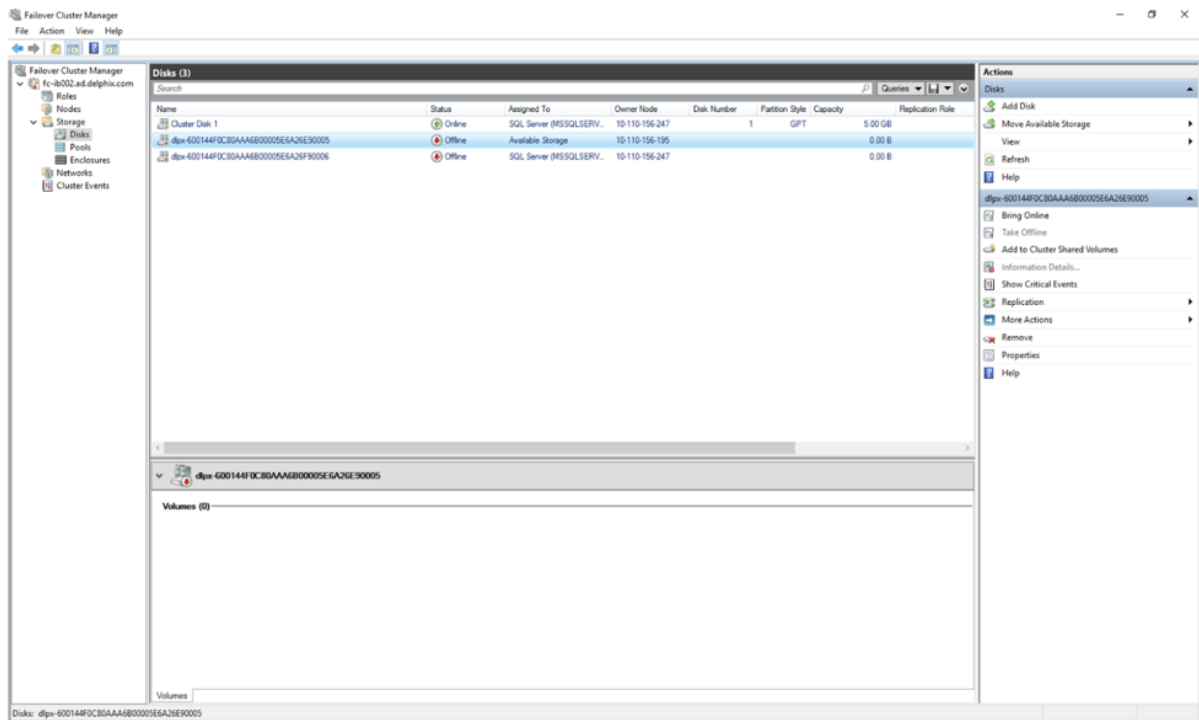 Failover Cluster Manager
File Action View Help
Failover Cluster Manager
fc-ib002.ad.delphix.com
Roles
Nodes
Storage
Disks
Pools
Enclosures
Networks
Cluster Events
Disks (3)
Search
Queries
Name Status Assigned To Owner Node Disk Number Partition Style Capacity Replication Role
Cluster Disk 1 Online SQL Server (MSSQLSERV... 10-110-156-247 1 GPT 5.00 GB
dlpx-600144F0C80AAA6B00005E6A26E90005 Offline Available Storage 10-110-156-195 0.00 B
dlpx-600144F0C80AAA6B00005E6A26F90006 Offline SQL Server (MSSQLSERV... 10-110-156-247 0.00 B
dlpx-600144F0C80AAA6B00005E6A26E90005
Volumes (0)
Volumes
Actions
Disks
Add Disk
Move Available Storage
View
Refresh
Help
dlpx-600144F0C80AAA6B00005E6A26E90005
Bring Online
Take Offline
Add to Cluster Shared Volumes
Information Details...
Show Critical Events
Replication
More Actions
Remove
Properties
Help
Disks: dlpx-600144F0C80AAA6B00005E6A26E90005